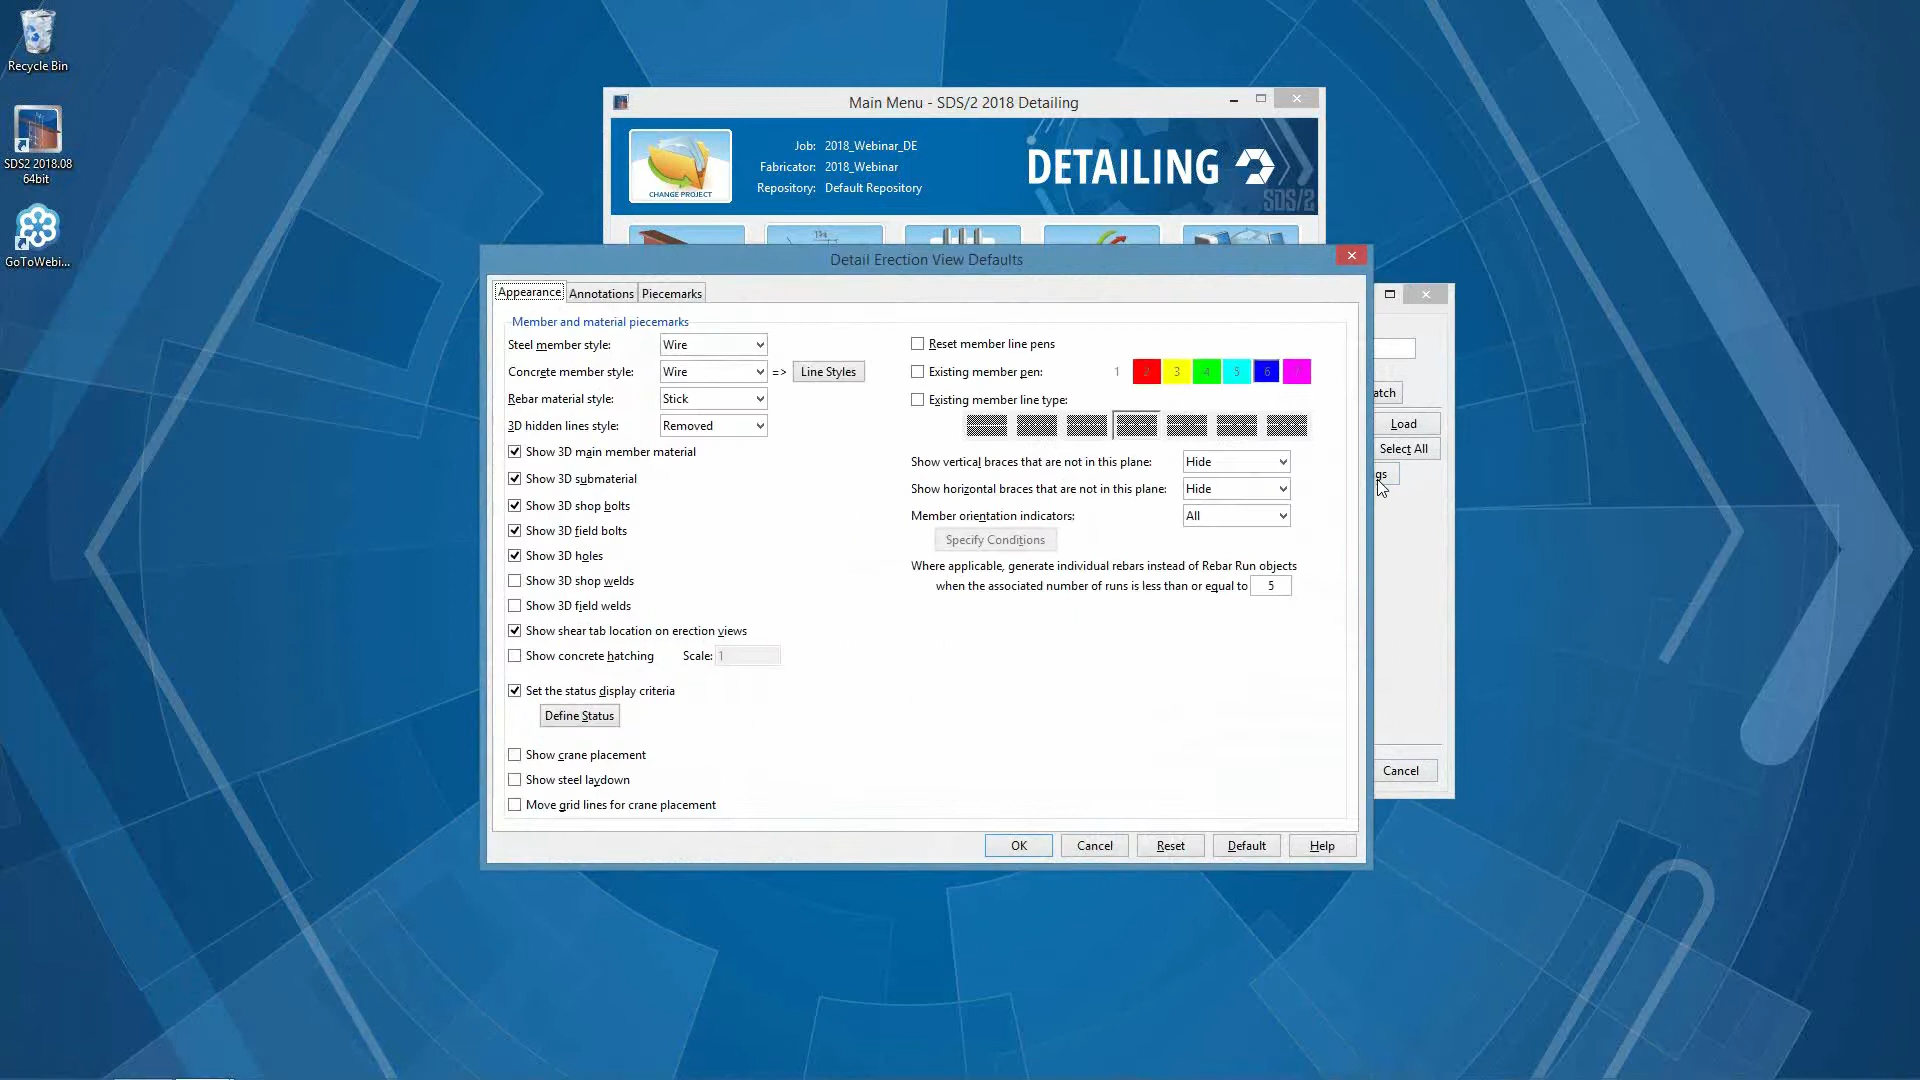 Recycle Bin
SDS2 2018.08
64bit
GoToWebi...
Main Menu - SDS/2 2018 Detailing
CHANGE PROJECT
Job: 2018_Webinar_DE
Fabricator: 2018_Webinar
Repository: Default Repository
DETAILING
SDS/2
Detail Erection View Defaults
Appearance Annotations Piecemarks
Member and material piecemarks
Steel member style: Wire
Concrete member style: Wire => Line Styles
Rebar material style: Stick
3D hidden lines style: Removed
Show 3D main member material
Show 3D submaterial
Show 3D shop bolts
Show 3D field bolts
Show 3D holes
Show 3D shop welds
Show 3D field welds
Show shear tab location on erection views
Show concrete hatching Scale: 1
Set the status display criteria
Define Status
Show crane placement
Show steel laydown
Move grid lines for crane placement
Reset member line pens
Existing member pen: 1 2 3 4 5 6
Existing member line type:
Show vertical braces that are not in this plane: Hide
Show horizontal braces that are not in this plane: Hide
Member orientation indicators: All
Specify Conditions
Where applicable, generate individual rebars instead of Rebar Run objects
when the associated number of runs is less than or equal to 5
OK Cancel Reset Default Help
atch
Load
Select All
gs
Cancel